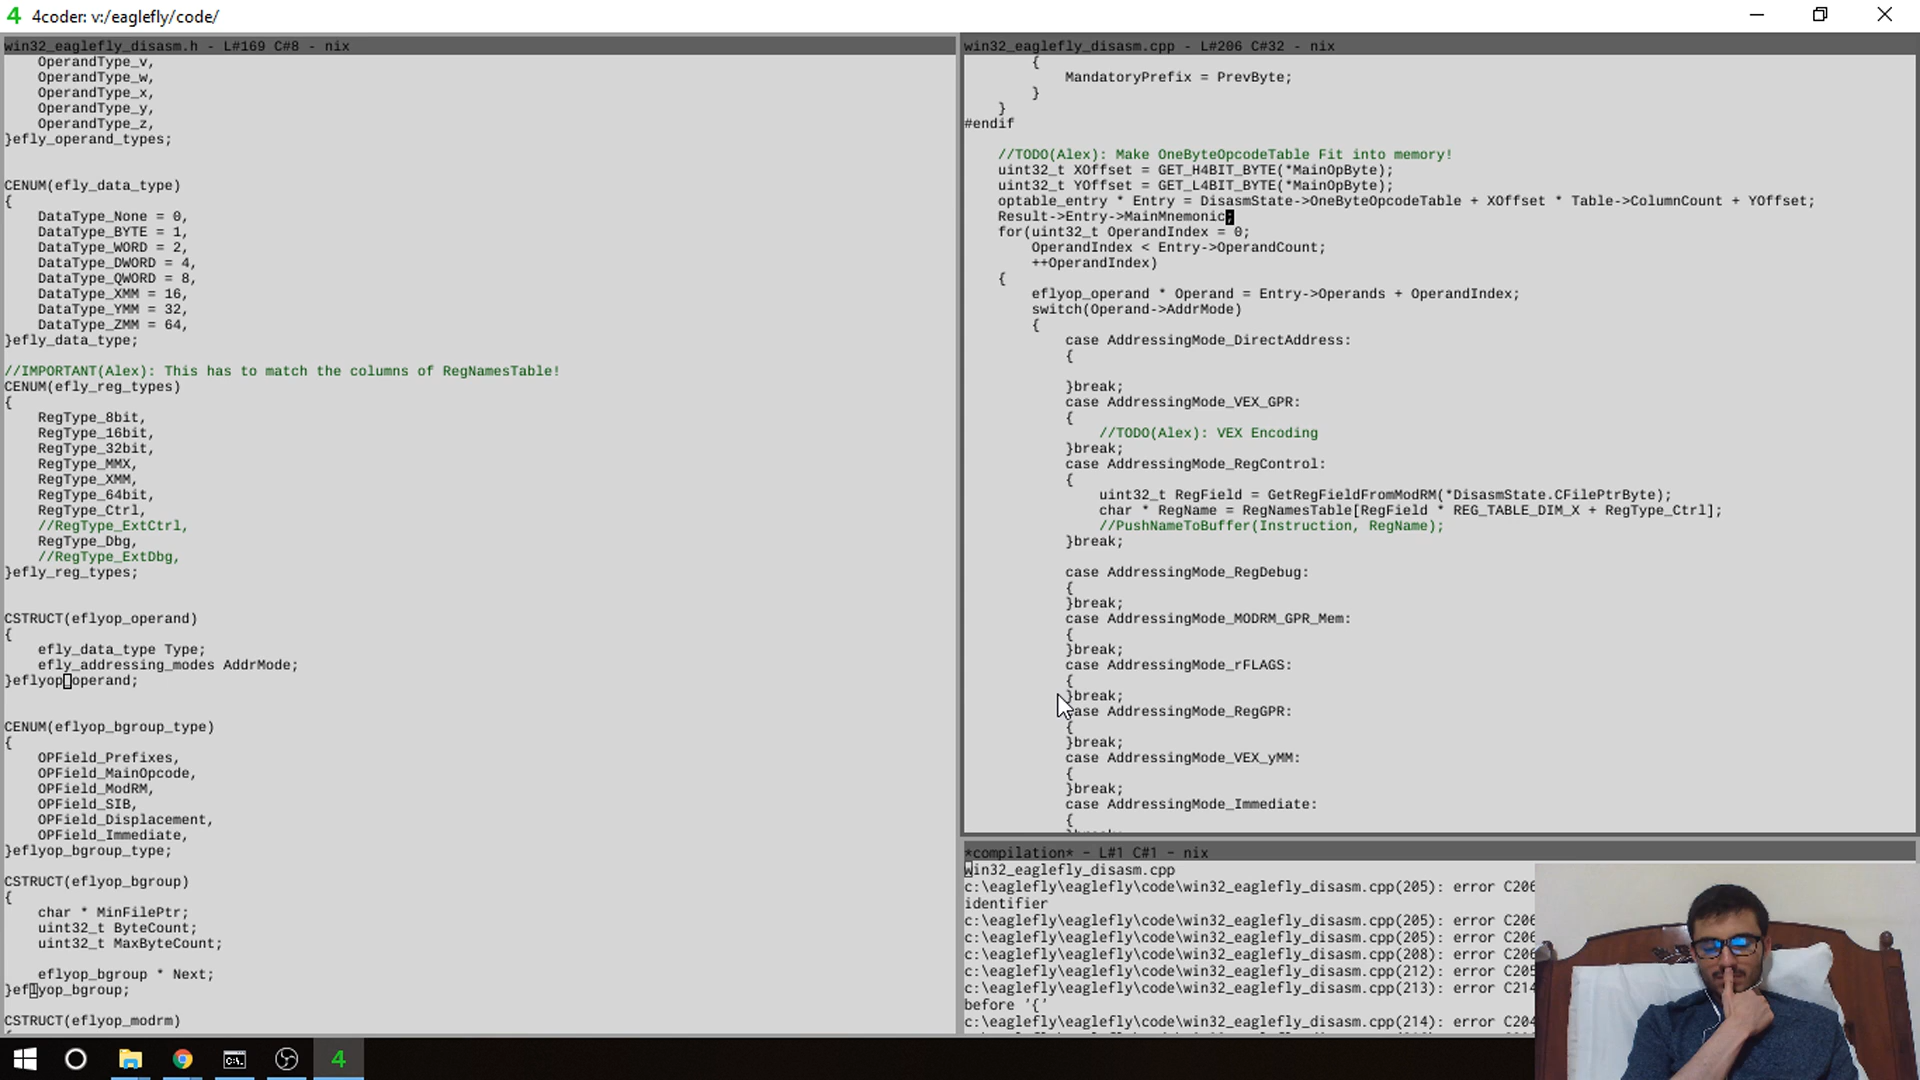 4 4coder: v:/eaglefly/code/
win32_eaglefly_disasm.h - L#169 C#8 - nix
OperandType_v,
OperandType_w,
OperandType_x,
OperandType_y,
OperandType_z,
}efly_operand_types;
CENUM(efly_data_type)
{
DataType_None = 0,
DataType_BYTE = 1,
DataType_WORD = 2,
DataType_DWORD = 4,
DataType_QWORD = 8,
DataType_XMM = 16,
DataType_YMM = 32,
DataType_ZMM = 64,
}efly_data_type;
//IMPORTANT(Alex): This has to match the columns of RegNamesTable!
CENUM(efly_reg_types)
{
RegType_8bit,
RegType_16bit,
RegType_32bit,
RegType_MMX,
RegType_XMM,
RegType_64bit,
RegType_Ctrl,
//RegType_ExtCtrl,
RegType_Dbg,
//RegType_ExtDbg,
}efly_reg_types;
CSTRUCT(eflyop_operand)
{
efly_data_type Type;
efly_addressing_modes AddrMode;
}eflyop_operand;
CENUM(eflyop_bgroup_type)
{
OPField_Prefixes,
OPField_MainOpcode,
OPField_ModRM,
OPField_SIB,
OPField_Displacement,
OPField_Immediate,
}eflyop_bgroup_type;
CSTRUCT(eflyop_bgroup)
{
char * MinFilePtr;
uint32_t ByteCount;
uint32_t MaxByteCount;
eflyop_bgroup * Next;
}eflyop_bgroup;
CSTRUCT(eflyop_modrm)
win32_eaglefly_disasm.cpp - L#206 C#32 - nix
{
MandatoryPrefix = PrevByte;
}
}
#endif
//TODO(Alex): Make OneByteOpcodeTable Fit into memory!
uint32_t XOffset = GET_H4BIT_BYTE(*MainOpByte);
uint32_t YOffset = GET_L4BIT_BYTE(*MainOpByte);
optable_entry * Entry = DisasmState->OneByteOpcodeTable + XOffset * Table->ColumnCount + YOffset;
Result->Entry->MainMnemonic;
for(uint32_t OperandIndex = 0;
OperandIndex < Entry->OperandCount;
++OperandIndex)
{
eflyop_operand * Operand = Entry->Operands + OperandIndex;
switch(Operand->AddrMode)
{
case AddressingMode_DirectAddress:
{
}break;
case AddressingMode_VEX_GPR:
{
//TODO(Alex): VEX Encoding
}break;
case AddressingMode_RegControl:
{
uint32_t RegField = GetRegFieldFromModRM(*DisasmState.CFilePtrByte);
char * RegName = RegNamesTable[RegField * REG_TABLE_DIM_X + RegType_Ctrl];
//PushNameToBuffer(Instruction, RegName);
}break;
case AddressingMode_RegDebug:
{
}break;
case AddressingMode_MODRM_GPR_Mem:
{
}break;
case AddressingMode_rFLAGS:
{
}break;
case AddressingMode_RegGPR:
{
}break;
case AddressingMode_VEX_yMM:
{
}break;
case AddressingMode_Immediate:
{
*compilation* - L#1 C#1 - nix
win32_eaglefly_disasm.cpp
c:\eaglefly\eaglefly\code\win32_eaglefly_disasm.cpp(205): error C206
identifier
c:\eaglefly\eaglefly\code\win32_eaglefly_disasm.cpp(205): error C206
c:\eaglefly\eaglefly\code\win32_eaglefly_disasm.cpp(205): error C206
c:\eaglefly\eaglefly\code\win32_eaglefly_disasm.cpp(208): error C206
c:\eaglefly\eaglefly\code\win32_eaglefly_disasm.cpp(212): error C205
c:\eaglefly\eaglefly\code\win32_eaglefly_disasm.cpp(213): error C214
before '{'
c:\eaglefly\eaglefly\code\win32_eaglefly_disasm.cpp(214): error C204
4